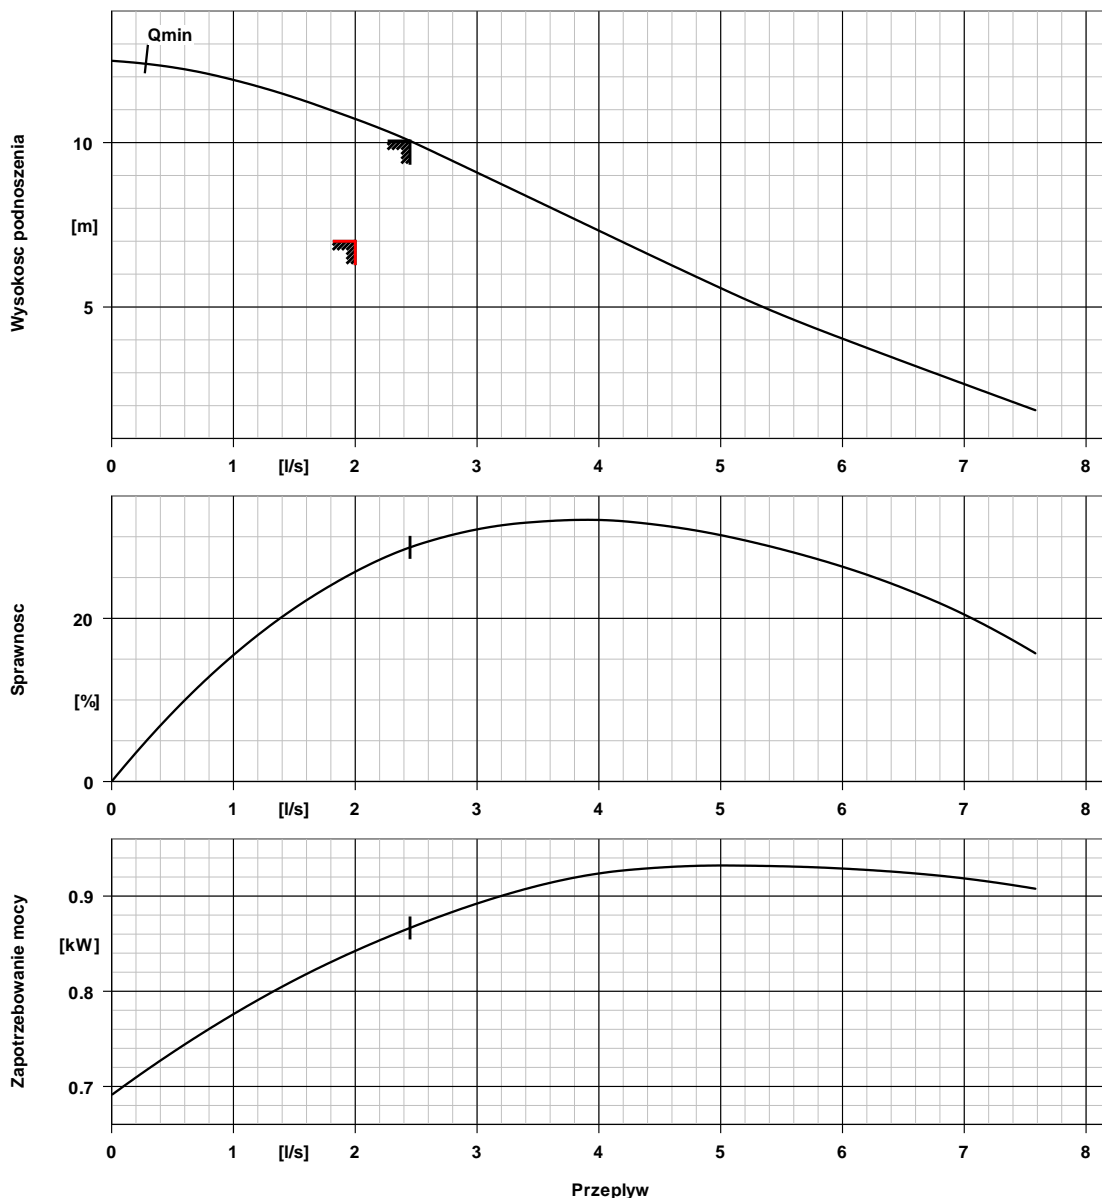 Qmin
Wysokosc podnoszenia
10
[m]
5
0 1 [l/s] 2 3 4 5 6 7 8
Sprawnosc
20
[%]
0
0 1 [l/s] 2 3 4 5 6 7 8
Zapotrzebowanie mocy
0.9
[kW]
0.8
0.7
0 1 [l/s] 2 3 4 5 6 7 8
Przeplyw